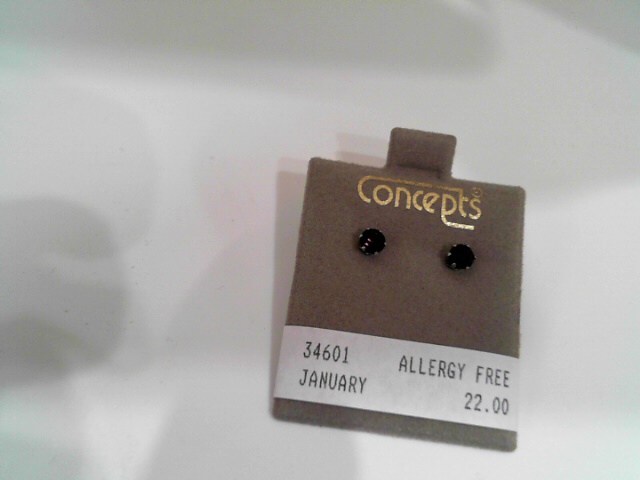 Concepts®
34601 ALLERGY FREE
JANUARY 22.00